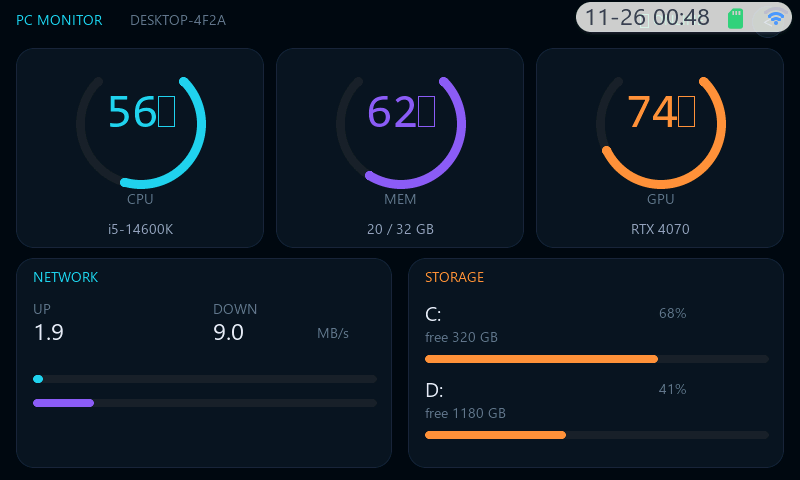 PC MONITOR DESKTOP-4F2A 11-26 00:48
56 62 74
CPU MEM GPU
i5-14600K 20 / 32 GB RTX 4070
NETWORK
UP DOWN
1.9 9.0 MB/s
STORAGE
C: 68%
free 320 GB
D: 41%
free 1180 GB